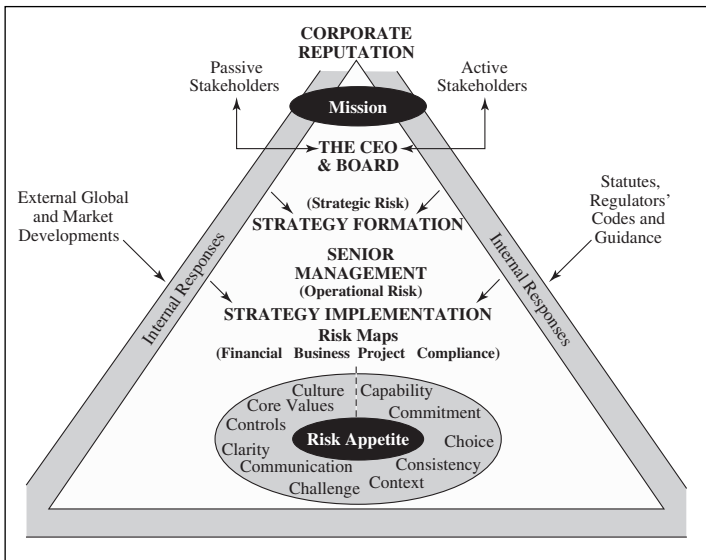 CORPORATE
REPUTATION
Passive
Stakeholders
Active
Stakeholders
Mission
THE CEO
& BOARD
External Global
and Market
Developments
Statutes,
Regulators'
Codes and
Guidance
(Strategic Risk)
STRATEGY FORMATION
SENIOR
MANAGEMENT
(Operational Risk)
Internal Responses
Internal Responses
STRATEGY IMPLEMENTATION
Risk Maps
(Financial Business Project Compliance)
Culture Capability
Core Values Commitment
Controls
Risk Appetite
Choice
Clarity
Communication Consistency
Challenge Context